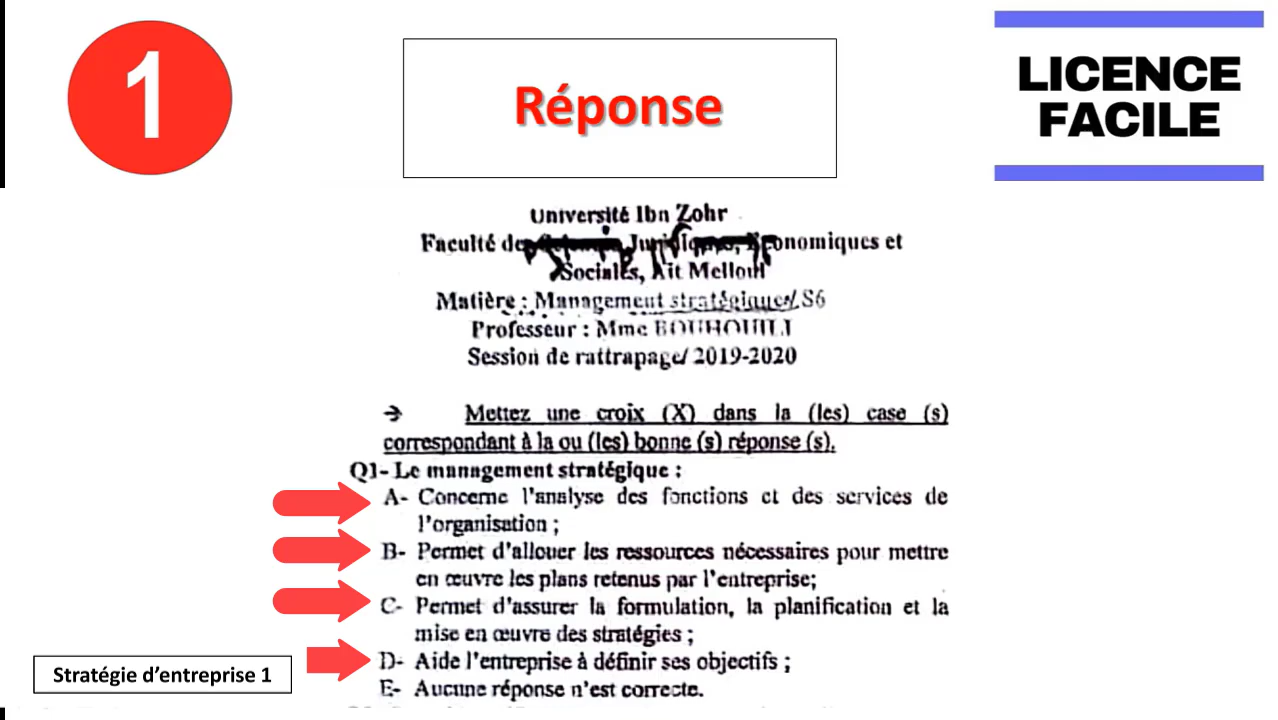 1
Réponse
LICENCE
FACILE
Université Ibn Zohr
Faculté des Juridiques, Economiques et
Sociales, Ait Melloul
Matière : Management stratégique/ S6
Professeur : Mme BOUHOUILI
Session de rattrapage/ 2019-2020
→ Mettez une croix (X) dans la (les) case (s)
correspondant à la ou (les) bonne (s) réponse (s).
Q1- Le management stratégique :
A- Concerne l'analyse des fonctions et des services de
l'organisation ;
B- Permet d'allouer les ressources nécessaires pour mettre
en œuvre les plans retenus par l'entreprise;
C- Permet d'assurer la formulation, la planification et la
mise en œuvre des stratégies ;
D- Aide l'entreprise à définir ses objectifs ;
E- Aucune réponse n'est correcte.
Stratégie d'entreprise 1